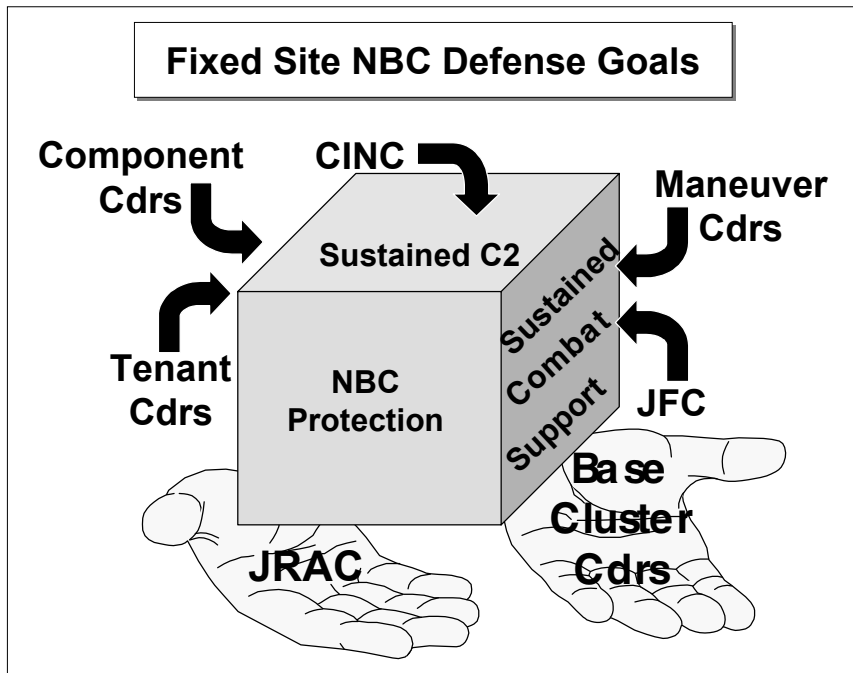 Fixed Site NBC Defense Goals
Component
Cdrs
CINC
Maneuver
Cdrs
Sustained C2
Sustained
Combat
Support
Tenant
Cdrs
NBC
Protection
JFC
JRAC
Base
Cluster
Cdrs